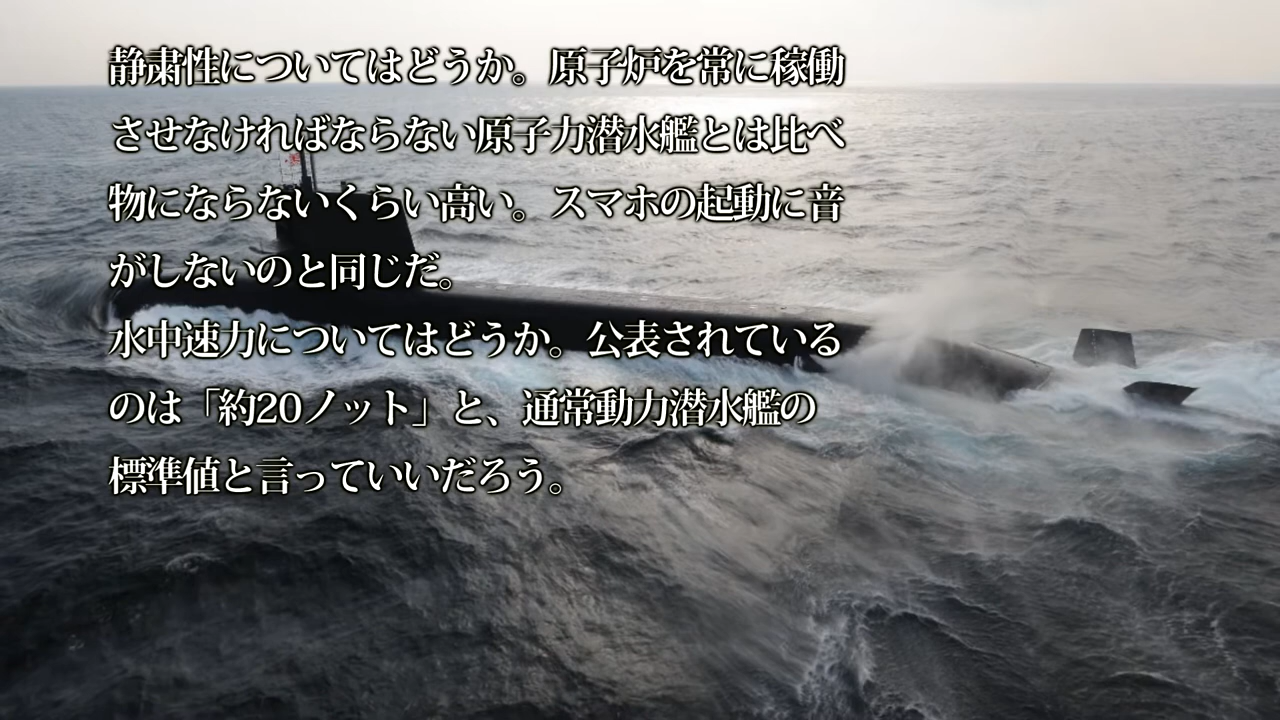 静粛性についてはどうか。原子炉を常に稼働
させなければならない原子力潜水艦とは比べ
物にならないくらい高い。スマホの起動に音
がしないのと同じだ。
水中速力についてはどうか。公表されている
のは「約20ノット」と、通常動力潜水艦の
標準値と言っていいだろう。